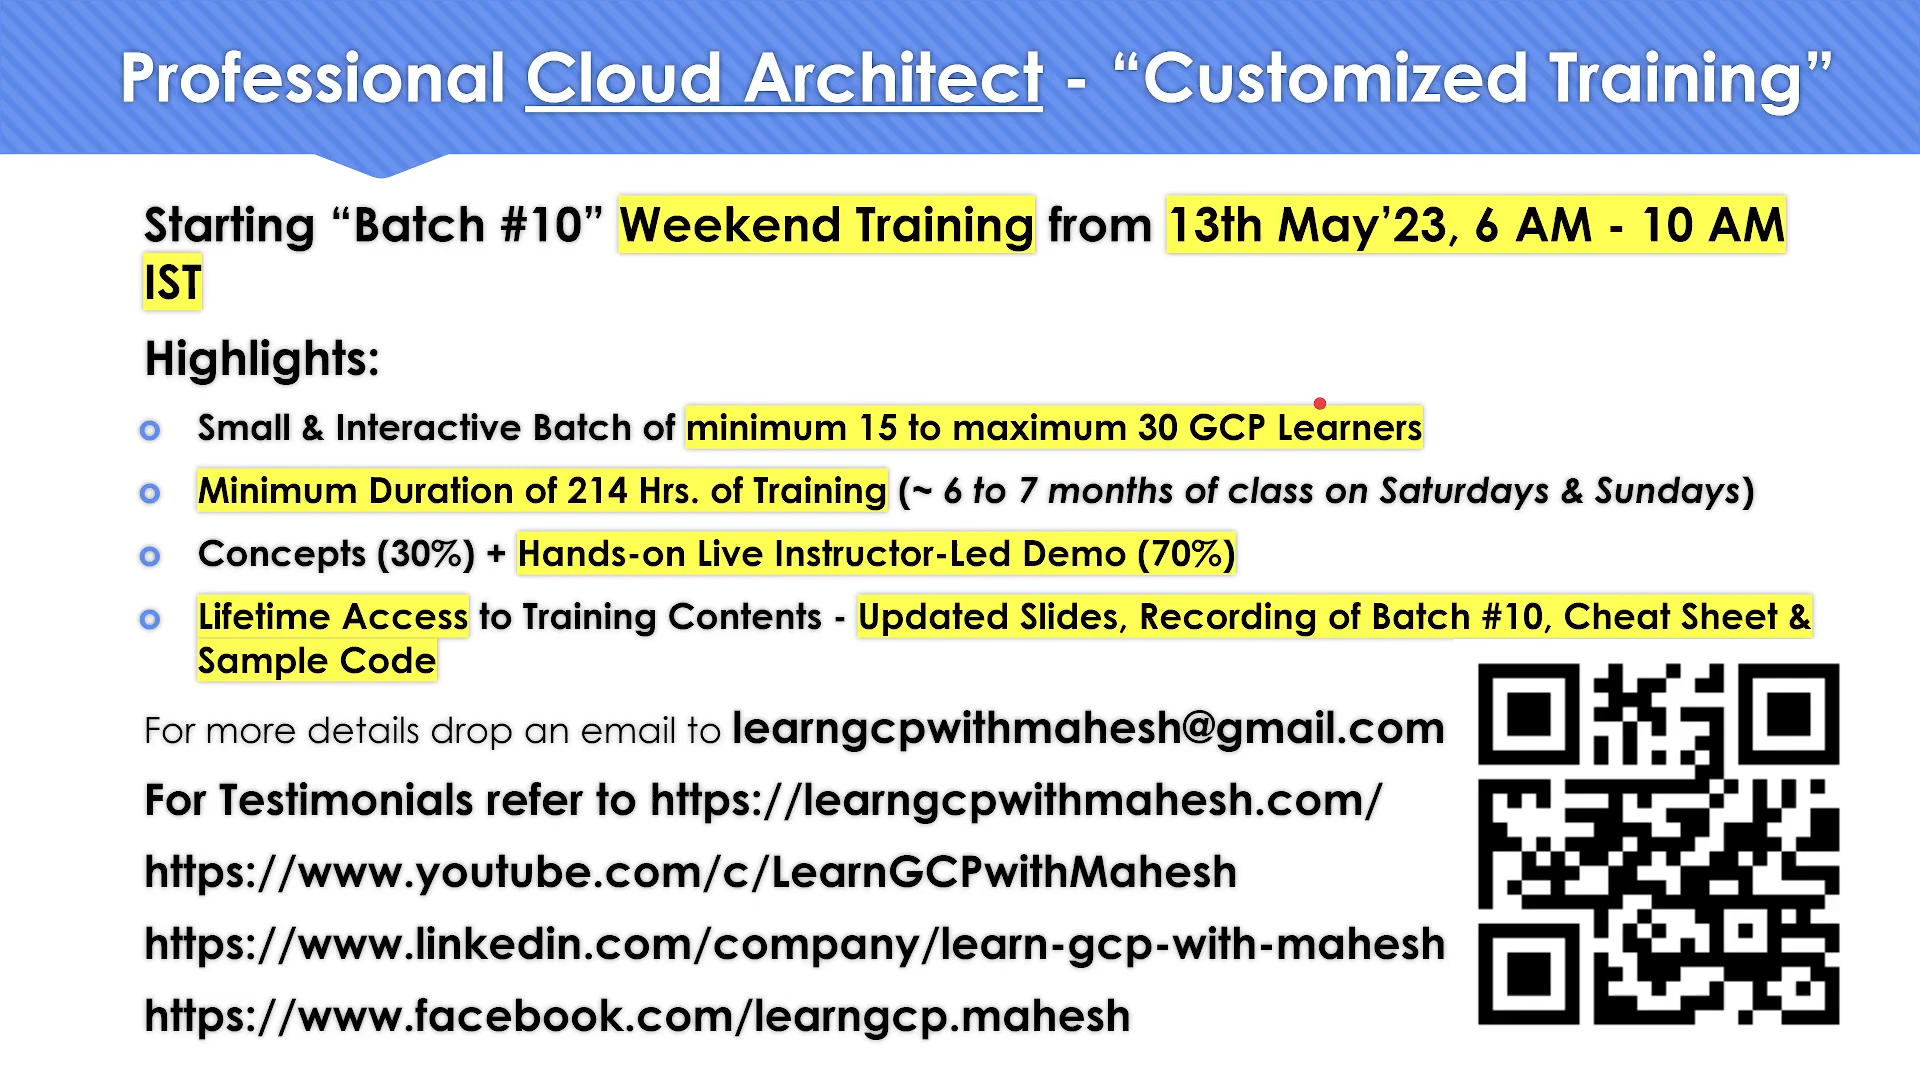 Professional Cloud Architect - “Customized Training”
Starting “Batch #10” Weekend Training from 13th May’23, 6 AM - 10 AM
IST
Highlights:
Small & Interactive Batch of minimum 15 to maximum 30 GCP Learners
Minimum Duration of 214 Hrs. of Training (~ 6 to 7 months of class on Saturdays & Sundays)
Concepts (30%) + Hands-on Live Instructor-Led Demo (70%)
Lifetime Access to Training Contents - Updated Slides, Recording of Batch #10, Cheat Sheet &
Sample Code
For more details drop an email to learngcpwithmahesh@gmail.com
For Testimonials refer to https://learngcpwithmahesh.com/
https://www.youtube.com/c/LearnGCPwithMahesh
https://www.linkedin.com/company/learn-gcp-with-mahesh
https://www.facebook.com/learngcp.mahesh